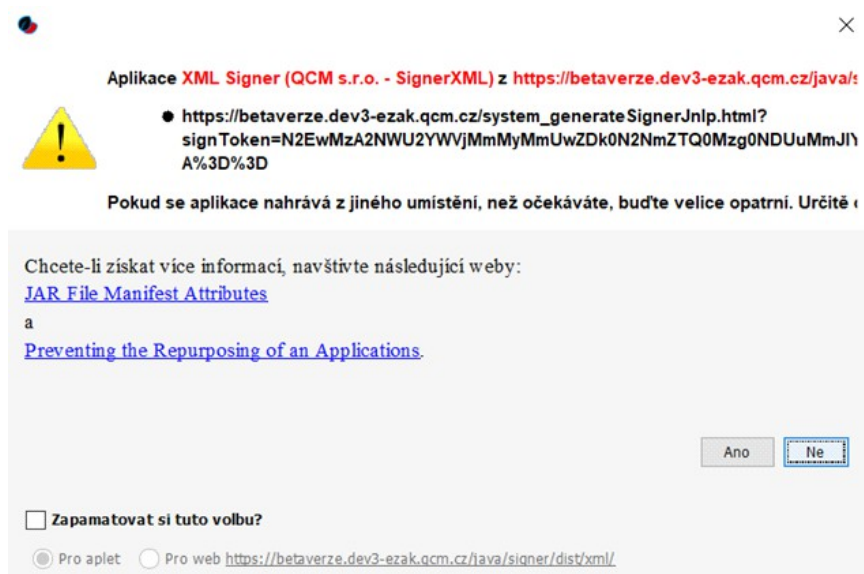 Aplikace XML Signer (QCM s.r.o. - SignerXML) z https://betaverze.dev3-ezak.qcm.cz/java/s
https://betaverze.dev3-ezak.qcm.cz/system_generateSignerJnlp.html?
signToken=N2EwMzA2NWU2YWVjMmMyMmUwZDk0N2NmZTQ0Mzg0NDUuMmJlY
A%3D%3D
Pokud se aplikace nahrává z jiného umístění, než očekáváte, buďte velice opatrní. Určitě
Chcete-li získat více informací, navštivte následující weby:
JAR File Manifest Attributes
a
Preventing the Repurposing of an Applications.
Ano Ne
Zapamatovat si tuto volbu?
Pro aplet Pro web https://betaverze.dev3-ezak.qcm.cz/java/signer/dist/xml/